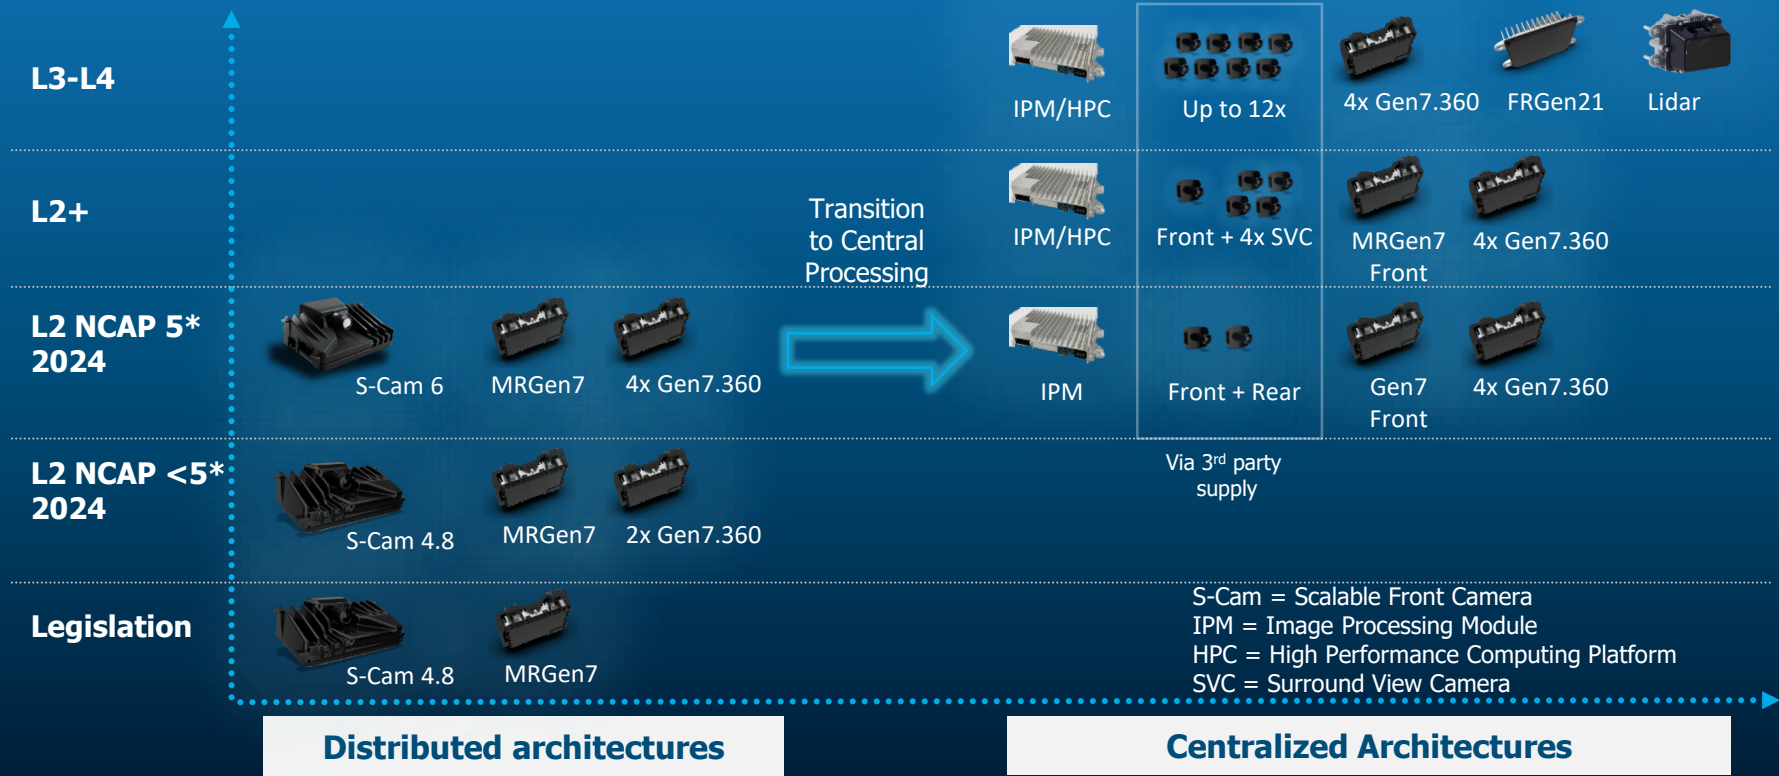 L3-L4
IPM/HPC
Up to 12x
4x Gen7.360
FRGen21
Lidar
L2+
Transition
to Central
Processing
IPM/HPC
Front + 4x SVC
MRGen7
Front
4x Gen7.360
L2 NCAP 5*
2024
S-Cam 6
MRGen7
4x Gen7.360
IPM
Front + Rear
Gen7
Front
4x Gen7.360
L2 NCAP <5*
2024
S-Cam 4.8
MRGen7
2x Gen7.360
Via 3rd party
supply
Legislation
S-Cam 4.8
MRGen7
S-Cam = Scalable Front Camera
IPM = Image Processing Module
HPC = High Performance Computing Platform
SVC = Surround View Camera
Distributed architectures
Centralized Architectures